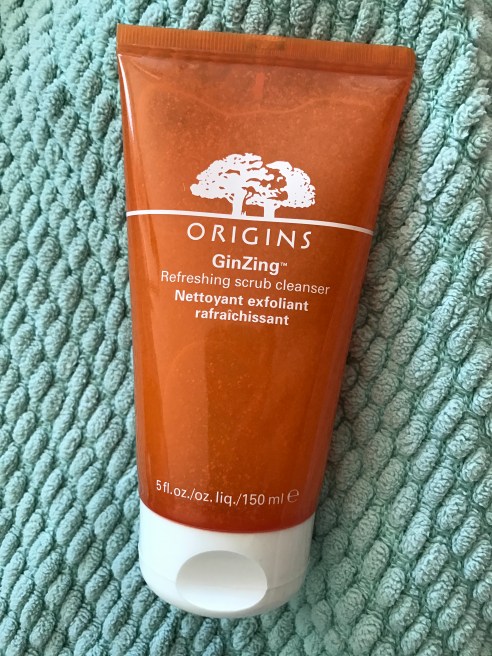 ORIGINS
GinZing™
Refreshing scrub cleanser
Nettoyant exfoliant
rafraîchissant
5 fl.oz./oz. liq./150 ml ℮